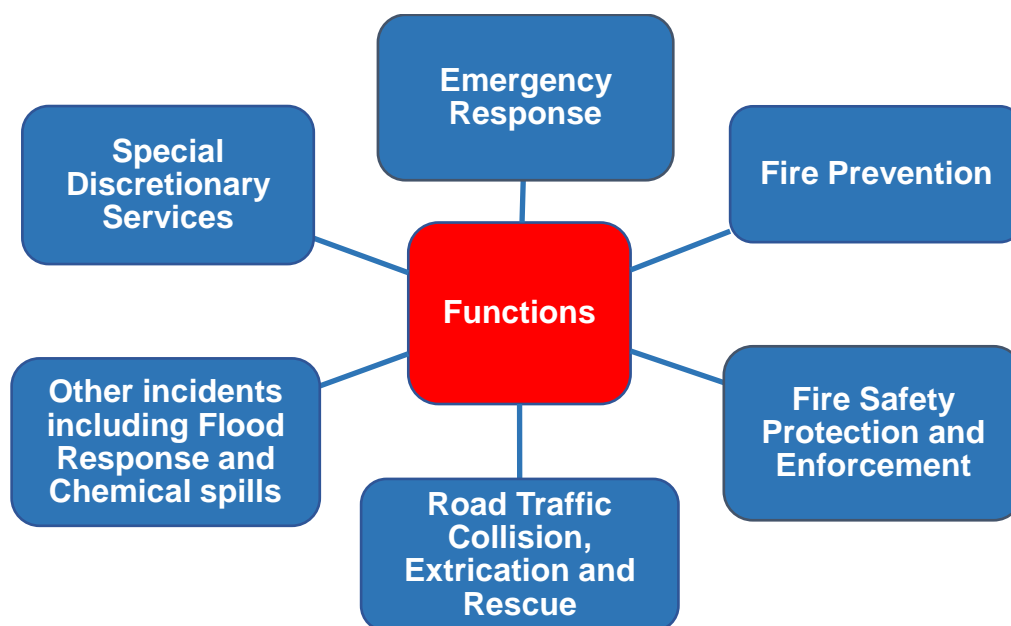 Emergency
Response
Special
Discretionary
Services
Fire Prevention
Functions
Other incidents
including Flood
Response and
Chemical spills
Fire Safety
Protection and
Enforcement
Road Traffic
Collision,
Extrication and
Rescue